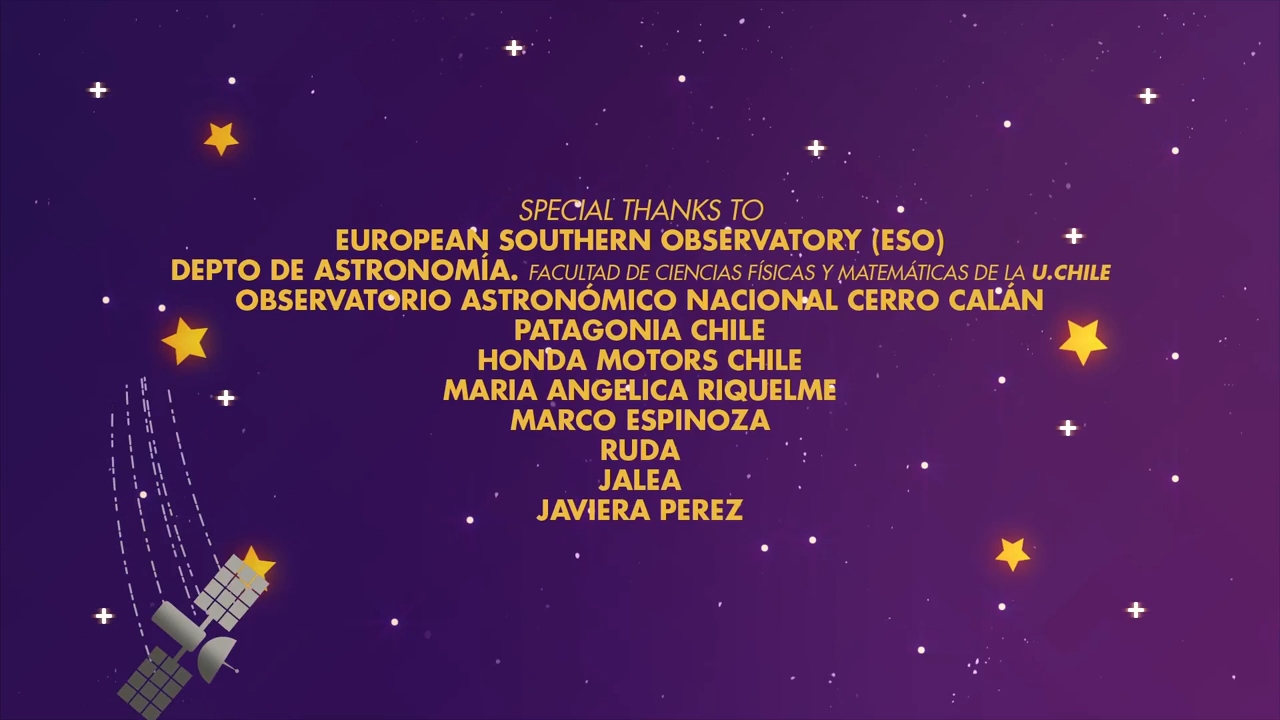 SPECIAL THANKS TO
EUROPEAN SOUTHERN OBSERVATORY (ESO)
DEPTO DE ASTRONOMÍA. FACULTAD DE CIENCIAS FÍSICAS Y MATEMÁTICAS DE LA U.CHILE
OBSERVATORIO ASTRONÓMICO NACIONAL CERRO CALÁN
PATAGONIA CHILE
HONDA MOTORS CHILE
MARIA ANGELICA RIQUELME
MARCO ESPINOZA
RUDA
JALEA
JAVIERA PEREZ